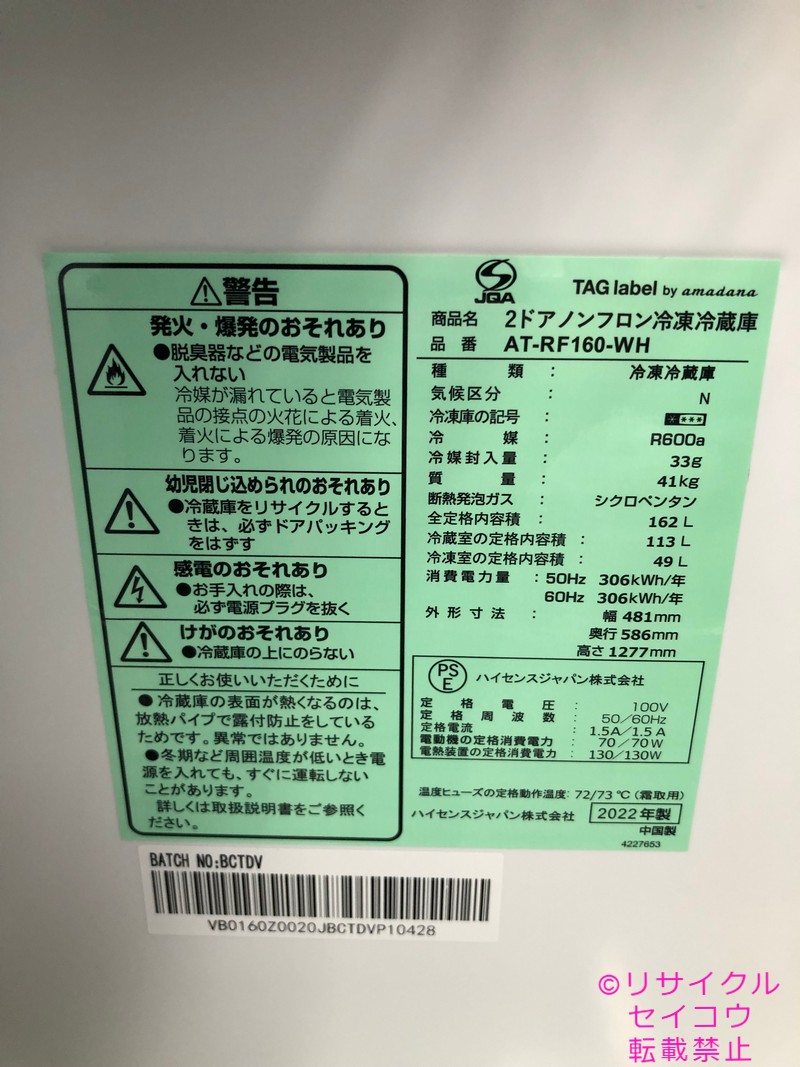 警告
発火・爆発のおそれあり
●脱臭器などの電気製品を
入れない
冷媒が漏れていると電気製
品の接点の火花による着火、
着火による爆発の原因にな
ります。
幼児閉じ込められのおそれあり
●冷蔵庫をリサイクルすると
きは、必ずドアパッキング
をはずす
感電のおそれあり
●お手入れの際は、
必ず電源プラグを抜く
けがのおそれあり
●冷蔵庫の上にのらない
正しくお使いいただくために
●冷蔵庫の表面が熱くなるのは、
放熱パイプで露付防止をしている
ためです。異常ではありません。
●冬期など周囲温度が低いとき電
源を入れても、すぐに運転しない
ことがあります。
詳しくは取扱説明書をご参照く
ださい。
JQA
TAG label by amadana
商品名 2ドアノンフロン冷凍冷蔵庫
品番 AT-RF160-WH
種類 : 冷凍冷蔵庫
気候区分 : N
冷凍庫の記号 : ****
冷媒 : R600a
冷媒封入量 : 33g
質量 : 41kg
断熱発泡ガス : シクロペンタン
全定格内容積 : 162 L
冷蔵室の定格内容積 : 113 L
冷凍室の定格内容積 : 49 L
消費電力量 : 50Hz 306kWh/年
60Hz 306kWh/年
外形寸法 : 幅 481mm
奥行 586mm
高さ 1277mm
PS
E
ハイセンスジャパン株式会社
定格電圧 : 100V
定格周波数 : 50/60Hz
定格電流 : 1.5A/1.5A
電動機の定格消費電力 : 70/70W
電熱装置の定格消費電力 : 130/130W
温度ヒューズの定格動作温度: 72/73℃(霜取用)
ハイセンスジャパン株式会社 2022年製
中国製
4227653
BATCH NO:BCTDV
VB0160Z0020JBCTDVP10428
©リサイクル
セイコウ
転載禁止